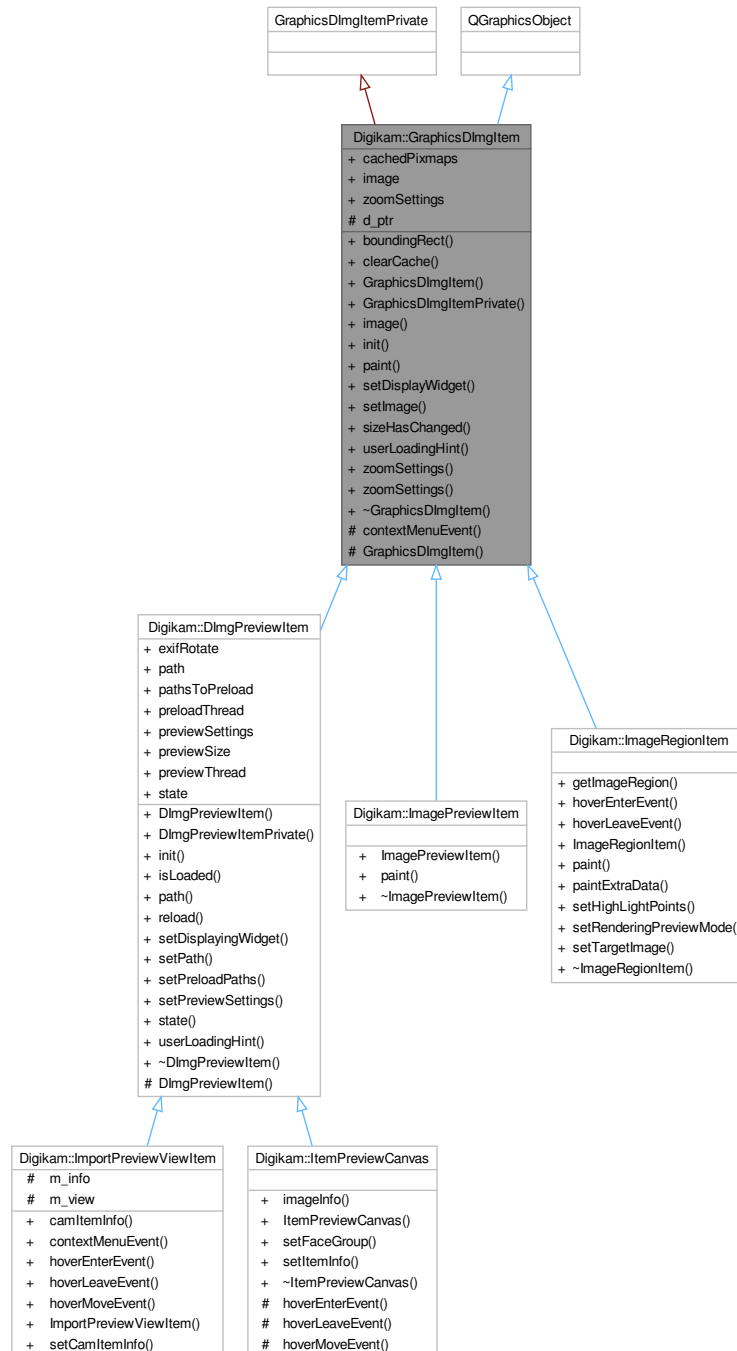 GraphicsDImgItemPrivate
QGraphicsObject
Digikam::GraphicsDImgItem
+ cachedPixmaps
+ image
+ zoomSettings
# d_ptr
+ boundingRect()
+ clearCache()
+ GraphicsDImgItem()
+ GraphicsDImgItemPrivate()
+ image()
+ init()
+ paint()
+ setDisplayWidget()
+ setImage()
+ sizeHasChanged()
+ userLoadingHint()
+ zoomSettings()
+ zoomSettings()
+ ~GraphicsDImgItem()
# contextMenuEvent()
# GraphicsDImgItem()
Digikam::DImgPreviewItem
+ exifRotate
+ path
+ pathsToPreload
+ preloadThread
+ previewSettings
+ previewSize
+ previewThread
+ state
+ DImgPreviewItem()
+ DImgPreviewItemPrivate()
+ init()
+ isLoaded()
+ path()
+ reload()
+ setDisplayingWidget()
+ setPath()
+ setPreloadPaths()
+ setPreviewSettings()
+ state()
+ userLoadingHint()
+ ~DImgPreviewItem()
# DImgPreviewItem()
Digikam::ImagePreviewItem
+ ImagePreviewItem()
+ paint()
+ ~ImagePreviewItem()
Digikam::ImageRegionItem
+ getImageRegion()
+ hoverEnterEvent()
+ hoverLeaveEvent()
+ ImageRegionItem()
+ paint()
+ paintExtraData()
+ setHighLightPoints()
+ setRenderingPreviewMode(
+ setTargetImage()
+ ~ImageRegionItem()
Digikam::ImportPreviewViewItem
# m_info
# m_view
+ camItemInfo()
+ contextMenuEvent()
+ hoverEnterEvent()
+ hoverLeaveEvent()
+ hoverMoveEvent()
+ ImportPreviewViewItem()
+ setCamItemInfo()
Digikam::ItemPreviewCanvas
+ imageInfo()
+ ItemPreviewCanvas()
+ setFaceGroup()
+ setItemInfo()
+ ~ItemPreviewCanvas()
# hoverEnterEvent()
# hoverLeaveEvent()
# hoverMoveEvent()